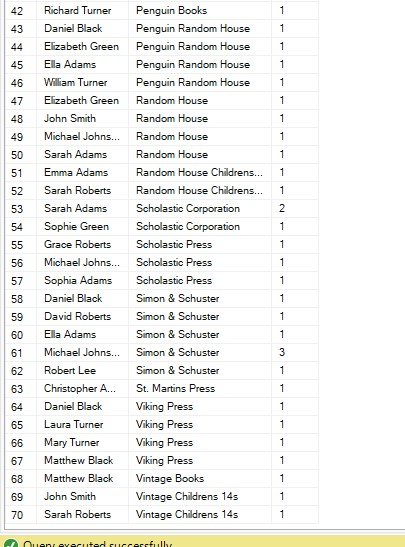 42 Richard Turner Penguin Books 1
43 Daniel Black Penguin Random House 1
44 Elizabeth Green Penguin Random House 1
45 Ella Adams Penguin Random House 1
46 William Turner Penguin Random House 1
47 Elizabeth Green Random House 1
48 John Smith Random House 1
49 Michael Johns... Random House 1
50 Sarah Adams Random House 1
51 Emma Adams Random House Childrens... 1
52 Sarah Roberts Random House Childrens... 1
53 Sarah Adams Scholastic Corporation 2
54 Sophie Green Scholastic Corporation 1
55 Grace Roberts Scholastic Press 1
56 Michael Johns... Scholastic Press 1
57 Sophia Adams Scholastic Press 1
58 Daniel Black Simon & Schuster 1
59 David Roberts Simon & Schuster 1
60 Ella Adams Simon & Schuster 1
61 Michael Johns... Simon & Schuster 3
62 Robert Lee Simon & Schuster 1
63 Christopher A... St. Martins Press 1
64 Daniel Black Viking Press 1
65 Laura Turner Viking Press 1
66 Mary Turner Viking Press 1
67 Matthew Black Viking Press 1
68 Matthew Black Vintage Books 1
69 John Smith Vintage Childrens 14s 1
70 Sarah Roberts Vintage Childrens 14s 1
Query executed successfully